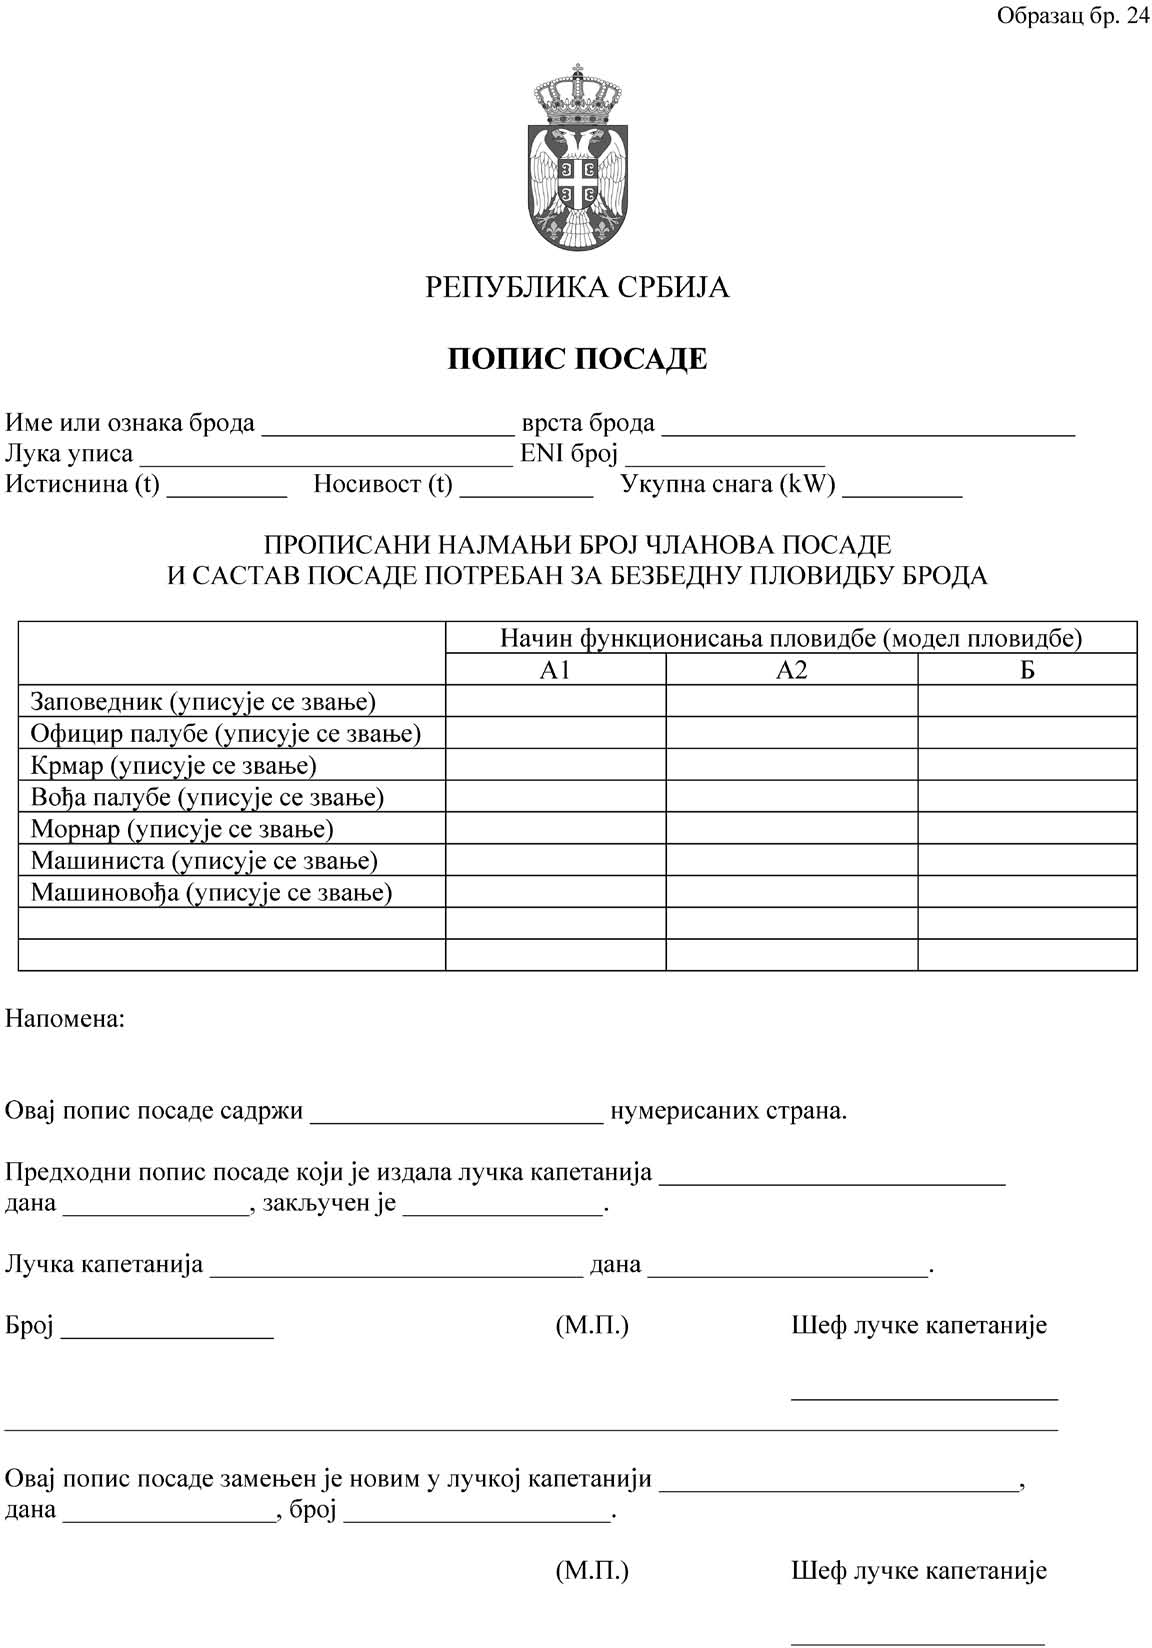 Образац бр. 24
РЕПУБЛИКА СРБИЈА
ПОПИС ПОСАДЕ
Име или ознака брода ___________________ врста брода _______________________________
Лука уписа ____________________________ ENI број _______________
Истиснина (t) _________ Носивост (t) __________ Укупна снага (kW) _________
ПРОПИСАНИ НАЈМАЊИ БРОЈ ЧЛАНОВА ПОСАДЕ
И САСТАВ ПОСАДЕ ПОТРЕБАН ЗА БЕЗБЕДНУ ПЛОВИДБУ БРОДА
Начин функционисања пловидбе (модел пловидбе)
А1 А2 Б
Заповедник (уписује се звање)
Официр палубе (уписује се звање)
Крмар (уписује се звање)
Вођа палубе (уписује се звање)
Морнар (уписује се звање)
Машиниста (уписује се звање)
Машиновођа (уписује се звање)
Напомена:
Овај попис посаде садржи ______________________ нумерисаних страна.
Предходни попис посаде који је издала лучка капетанија __________________________
дана ______________, закључен је _______________.
Лучка капетанија ____________________________ дана _____________________.
Број ________________ (М.П.) Шеф лучке капетаније
Овај попис посаде замењен је новим у лучкој капетанији ___________________________,
дана ________________, број ____________________.
(М.П.) Шеф лучке капетаније